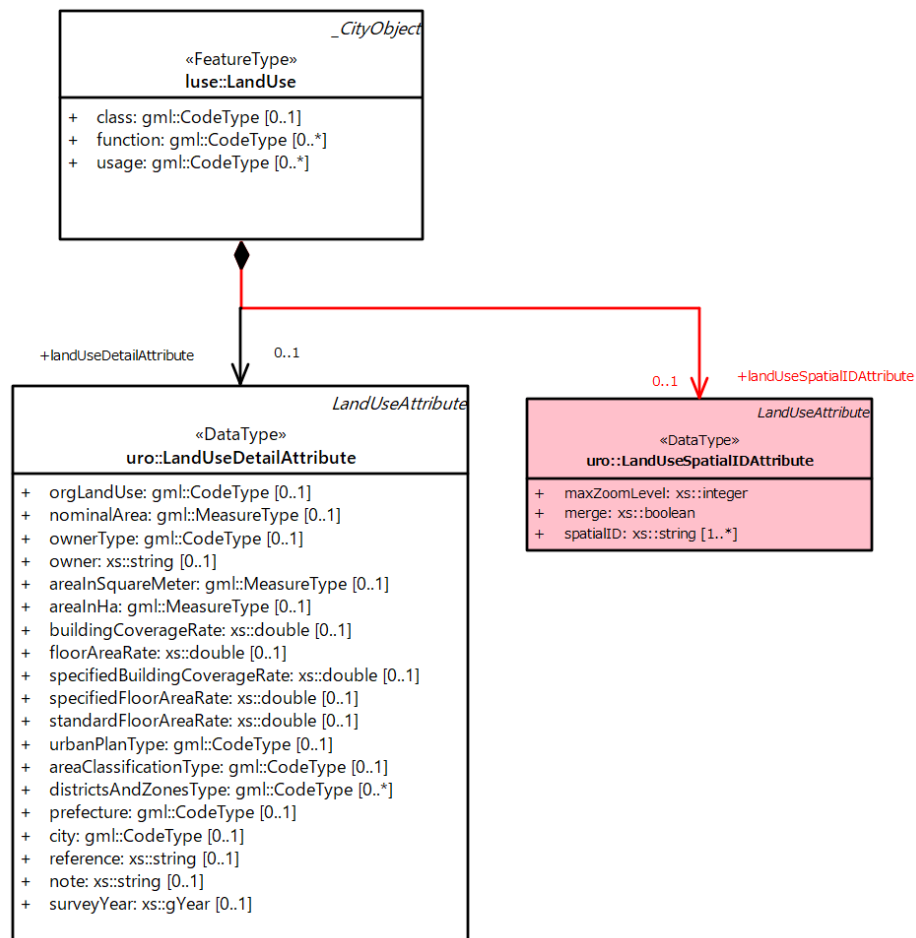 _CityObject
«FeatureType»
luse::LandUse
+ class: gml::CodeType [0..1]
+ function: gml::CodeType [0..*]
+ usage: gml::CodeType [0..*]
+landUseDetailAttribute
0..1
0..1
+landUseSpatialIDAttribute
LandUseAttribute
«DataType»
uro::LandUseDetailAttribute
+ orgLandUse: gml::CodeType [0..1]
+ nominalArea: gml::MeasureType [0..1]
+ ownerType: gml::CodeType [0..1]
+ owner: xs::string [0..1]
+ areaInSquareMeter: gml::MeasureType [0..1]
+ areaInHa: gml::MeasureType [0..1]
+ buildingCoverageRate: xs::double [0..1]
+ floorAreaRate: xs::double [0..1]
+ specifiedBuildingCoverageRate: xs::double [0..1]
+ specifiedFloorAreaRate: xs::double [0..1]
+ standardFloorAreaRate: xs::double [0..1]
+ urbanPlanType: gml::CodeType [0..1]
+ areaClassificationType: gml::CodeType [0..1]
+ districtsAndZonesType: gml::CodeType [0..*]
+ prefecture: gml::CodeType [0..1]
+ city: gml::CodeType [0..1]
+ reference: xs::string [0..1]
+ note: xs::string [0..1]
+ surveyYear: xs::gYear [0..1]
LandUseAttribute
«DataType»
uro::LandUseSpatialIDAttribute
+ maxZoomLevel: xs::integer
+ merge: xs::boolean
+ spatialID: xs::string [1..*]